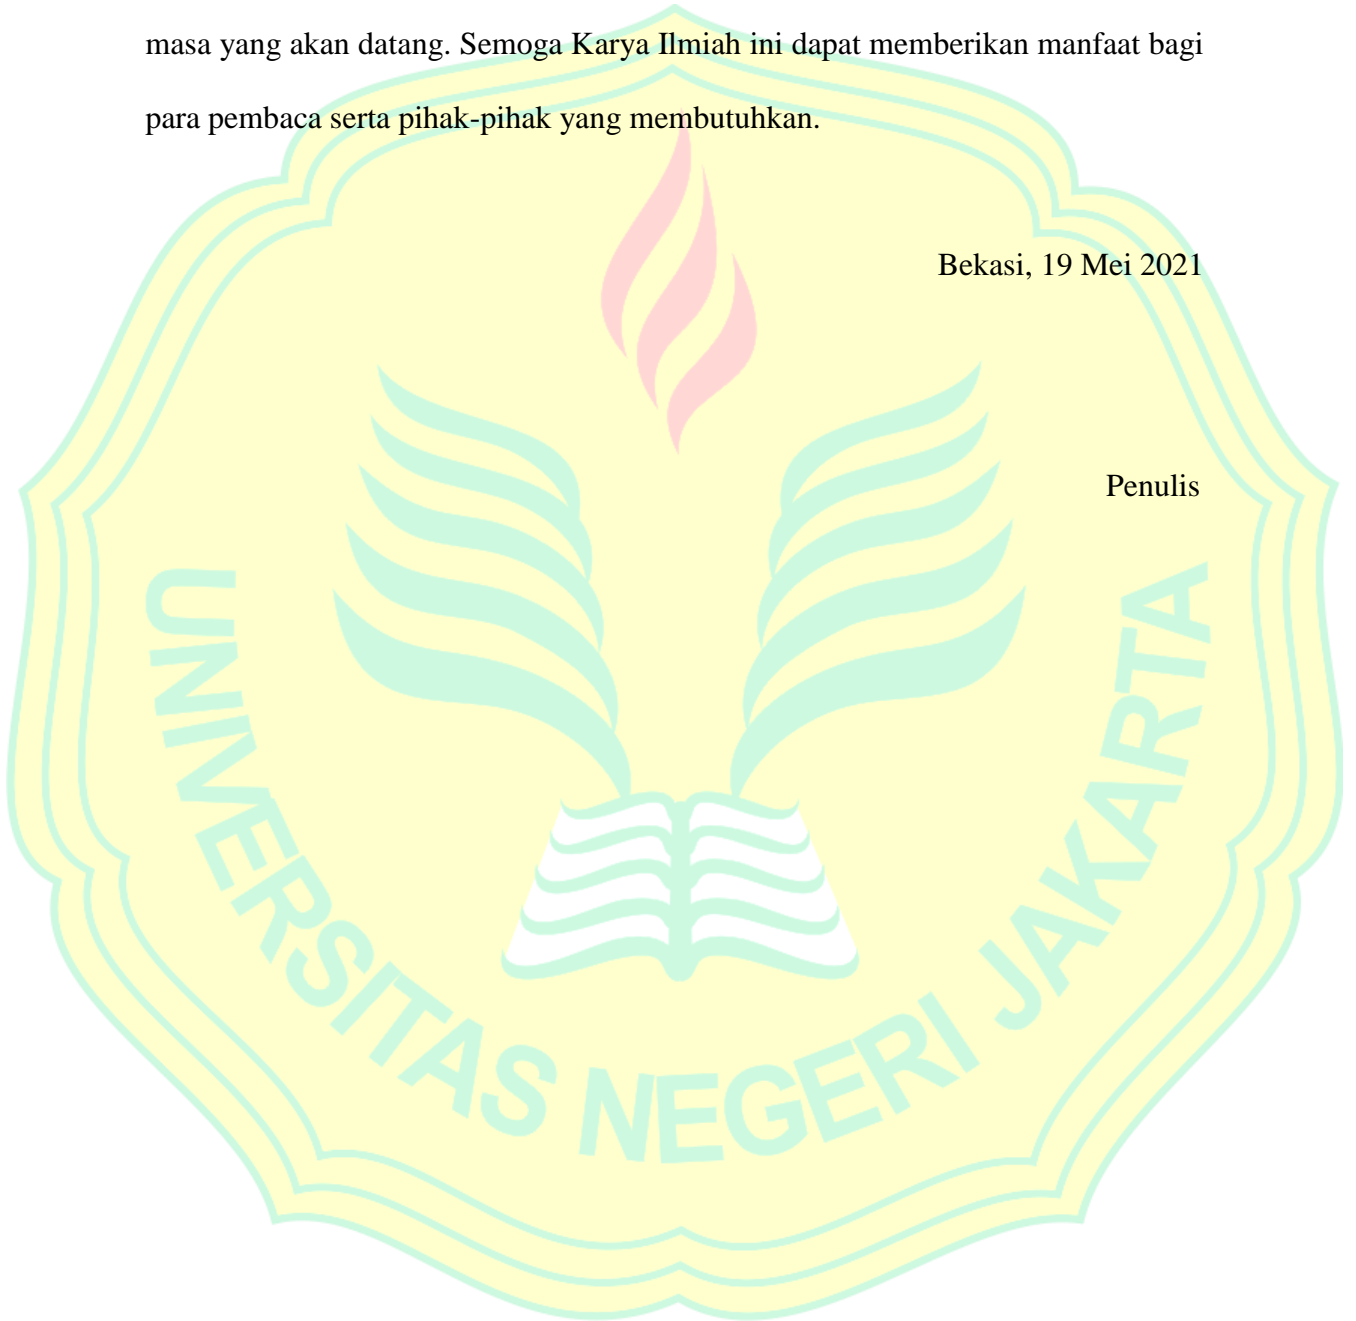 masa yang akan datang. Semoga Karya Ilmiah ini dapat memberikan manfaat bagi
para pembaca serta pihak-pihak yang membutuhkan.
Bekasi, 19 Mei 2021
Penulis
UNIVERSITAS NEGERI JAKARTA